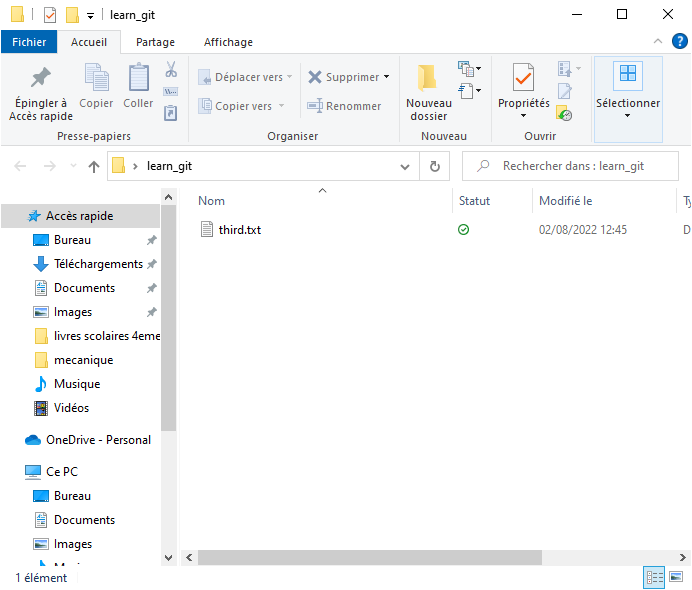 learn_git
Fichier Accueil Partage Affichage
Épingler à Accès rapide
Copier
Coller
Presse-papiers
Déplacer vers
Copier vers
Supprimer
Renommer
Organiser
Nouveau dossier
Nouveau
Propriétés
Ouvrir
Sélectionner
learn_git
Rechercher dans : learn_git
Nom Statut Modifié le
third.txt 02/08/2022 12:45
Accès rapide
Bureau
Téléchargements
Documents
Images
livres scolaires 4eme
mecanique
Musique
Vidéos
OneDrive - Personal
Ce PC
Bureau
Documents
Images
1 élément